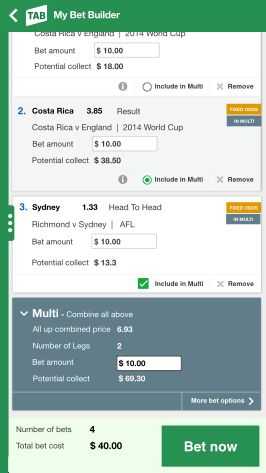 TAB My Bet Builder
Costa Rica v England | 2014 World Cup
Bet amount $ 10.00
Potential collect $ 18.00
Include in Multi Remove
2. Costa Rica 3.85 Result FIXED ODDS
IN MULTI
Costa Rica v England | 2014 World Cup
Bet amount $ 10.00
Potential collect $ 38.50
Include in Multi Remove
3. Sydney 1.33 Head To Head FIXED ODDS
IN MULTI
Richmond v Sydney | AFL
Bet amount $ 10.00
Potential collect $ 13.3
Include in Multi Remove
Multi - Combine all above
All up combined price 6.93
Number of Legs 2
Bet amount $ 10.00
Potential collect $ 69.30
More bet options
Number of bets 4
Total bet cost $ 40.00
Bet now